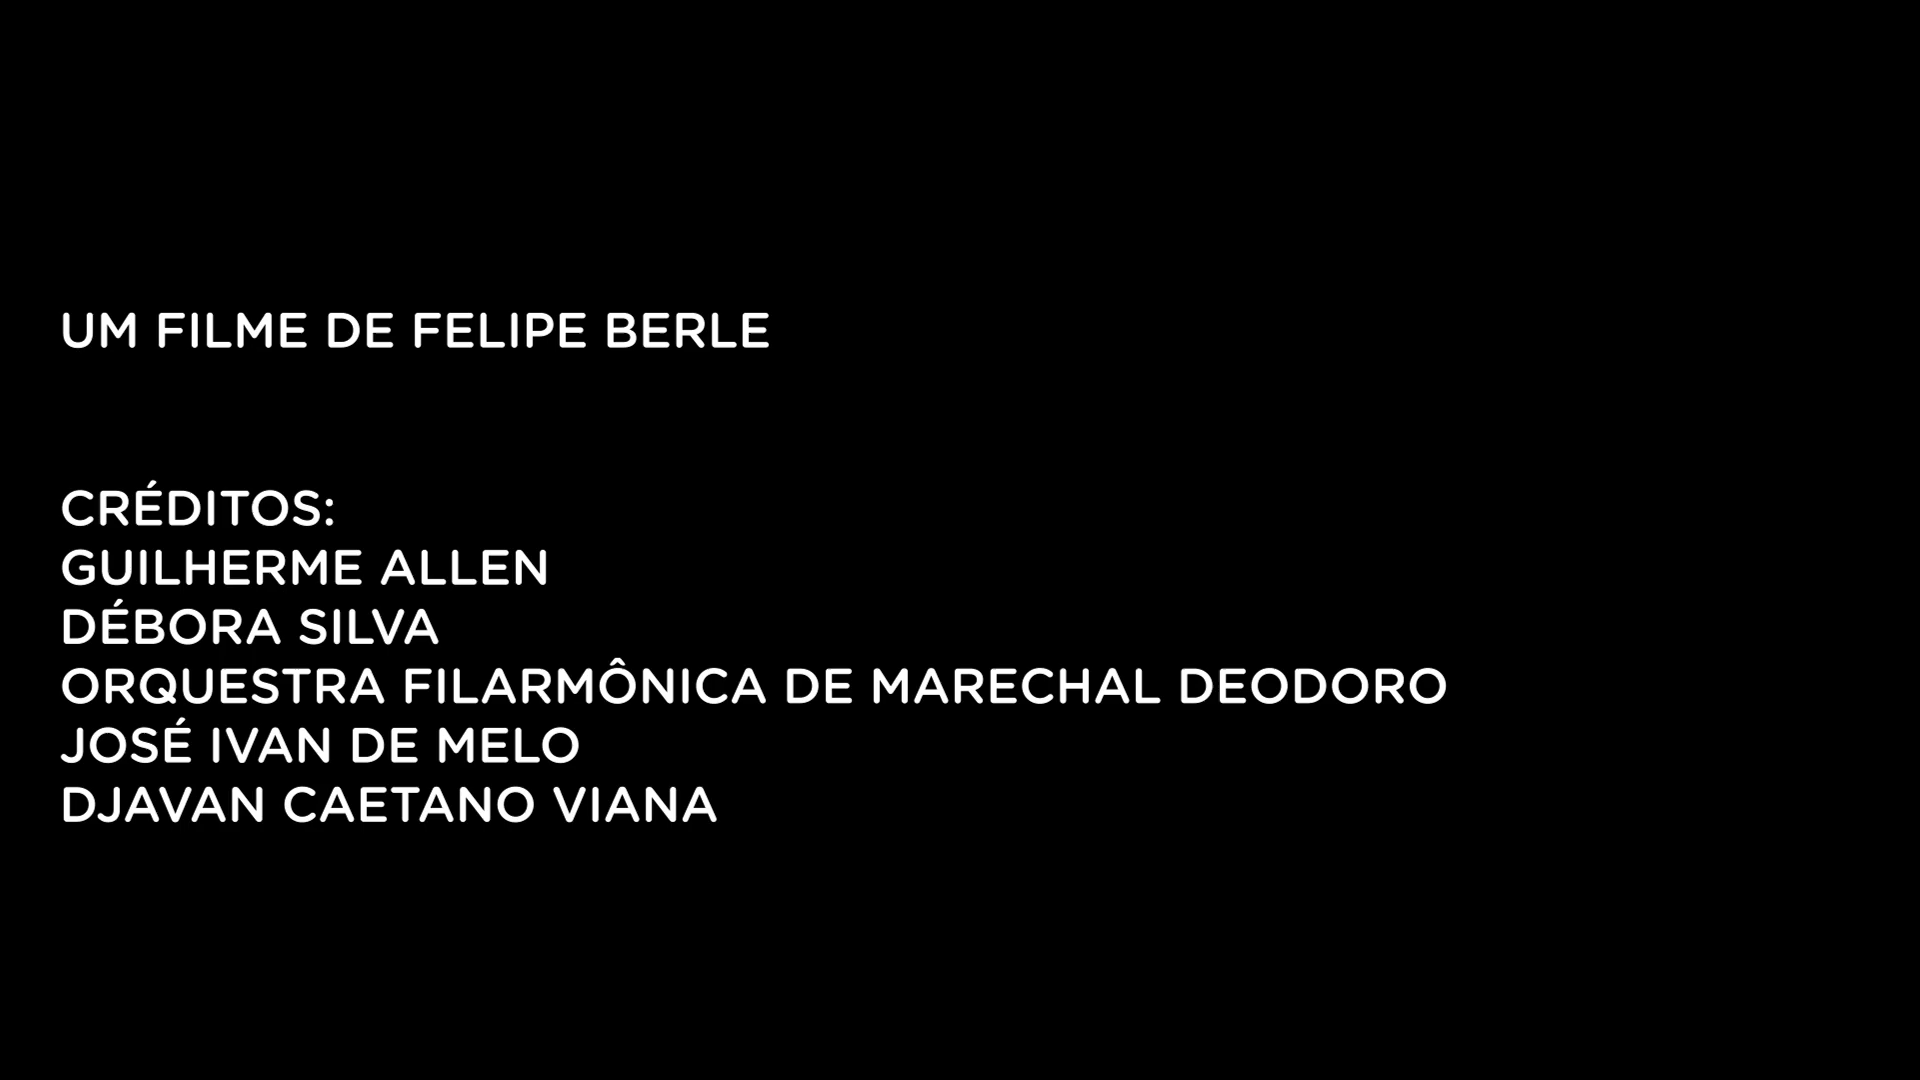 UM FILME DE FELIPE BERLE
CRÉDITOS:
GUILHERME ALLEN
DÉBORA SILVA
ORQUESTRA FILARMÔNICA DE MARECHAL DEODORO
JOSÉ IVAN DE MELO
DJAVAN CAETANO VIANA